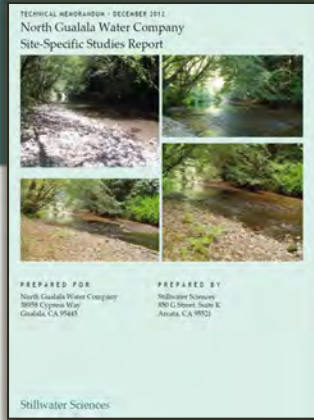 TECHNICAL MEMORANDUM • DECEMBER 2012
North Gualala Water Company
Site-Specific Studies Report
PREPARED FOR
North Gualala Water Company
38958 Cypress Way
Gualala, CA 95445
PREPARED BY
Stillwater Sciences
850 G Street, Suite K
Arcata, CA 95521
Stillwater Sciences